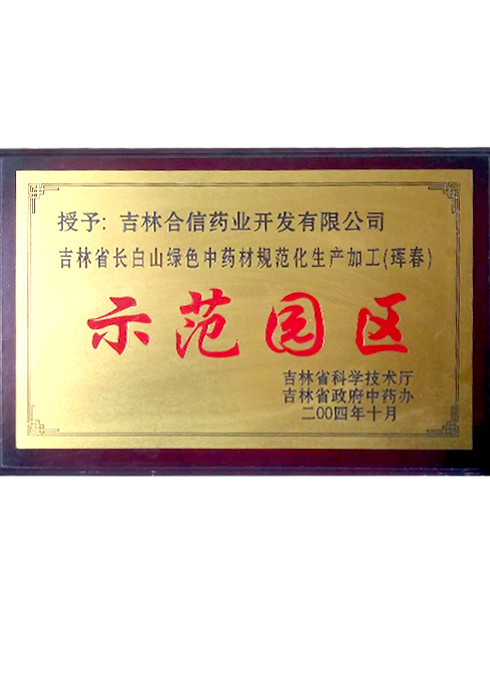 授予:吉林合信药业开发有限公司
吉林省长白山绿色中药材规范化生产加工(珲春)
示范园区
吉林省科学技术厅
吉林省政府中药办
二OO四年十月